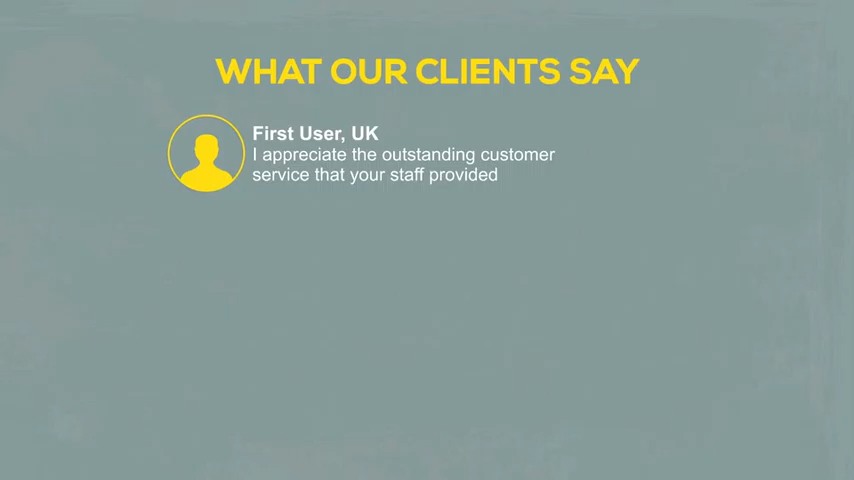 WHAT OUR CLIENTS SAY
First User, UK
I appreciate the outstanding customer
service that your staff provided